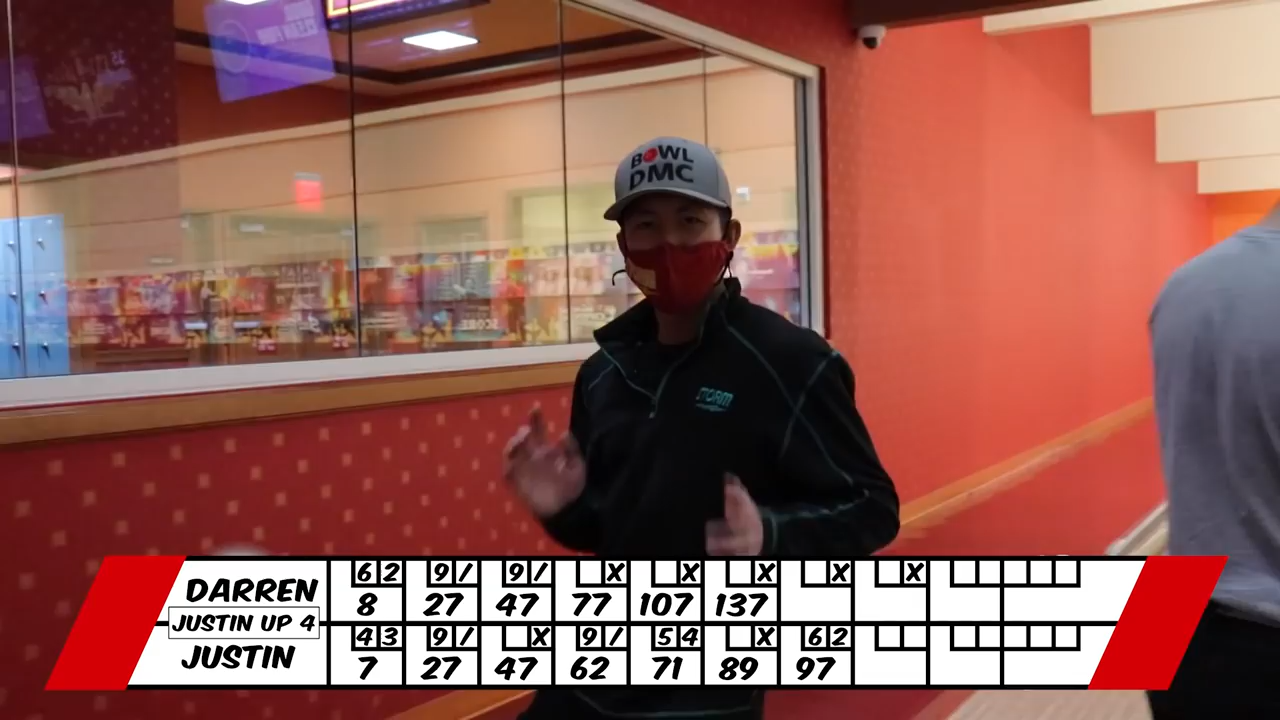 BOWL
DMC
STORM
DARREN 6 2 9 / 9 / X X X X X
8 27 47 77 107 137
JUSTIN UP 4
JUSTIN 4 3 9 / X 9 / 5 4 X 6 2
7 27 47 62 71 89 97